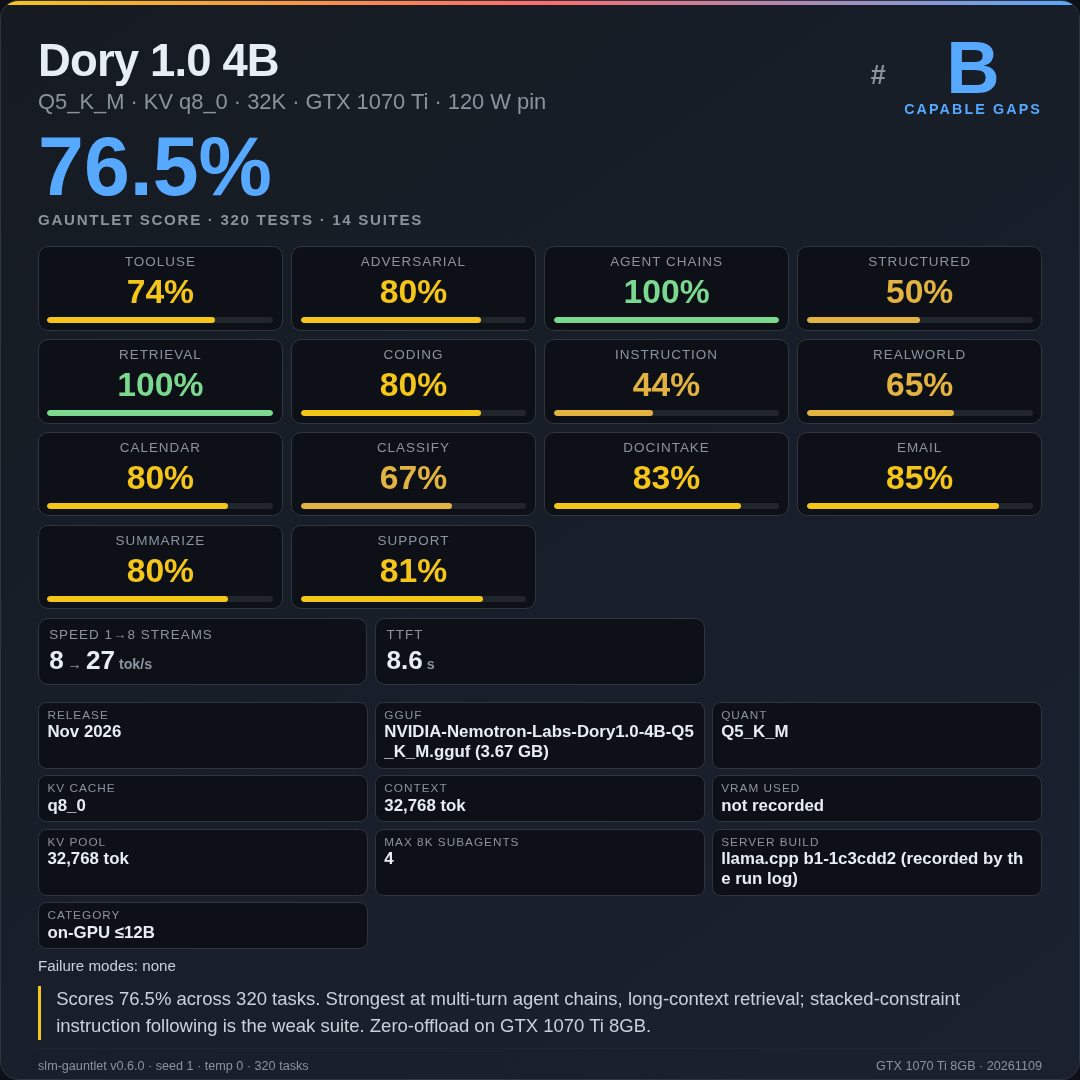 Dory 1.0 4B
Q5_K_M · KV q8_0 · 32K · GTX 1070 Ti · 120 W pin
#
B
CAPABLE GAPS
76.5%
GAUNTLET SCORE · 320 TESTS · 14 SUITES
TOOLUSE
74%
ADVERSARIAL
80%
AGENT CHAINS
100%
STRUCTURED
50%
RETRIEVAL
100%
CODING
80%
INSTRUCTION
44%
REALWORLD
65%
CALENDAR
80%
CLASSIFY
67%
DOCINTAKE
83%
EMAIL
85%
SUMMARIZE
80%
SUPPORT
81%
SPEED 1→8 STREAMS
8 → 27 tok/s
TTFT
8.6 s
RELEASE
Nov 2026
GGUF
NVIDIA-Nemotron-Labs-Dory1.0-4B-Q5
_K_M.gguf (3.67 GB)
QUANT
Q5_K_M
KV CACHE
q8_0
CONTEXT
32,768 tok
VRAM USED
not recorded
KV POOL
32,768 tok
MAX 8K SUBAGENTS
4
SERVER BUILD
llama.cpp b1-1c3cdd2 (recorded by th
e run log)
CATEGORY
on-GPU ≤12B
Failure modes: none
Scores 76.5% across 320 tasks. Strongest at multi-turn agent chains, long-context retrieval; stacked-constraint
instruction following is the weak suite. Zero-offload on GTX 1070 Ti 8GB.
slm-gauntlet v0.6.0 · seed 1 · temp 0 · 320 tasks
GTX 1070 Ti 8GB · 20261109